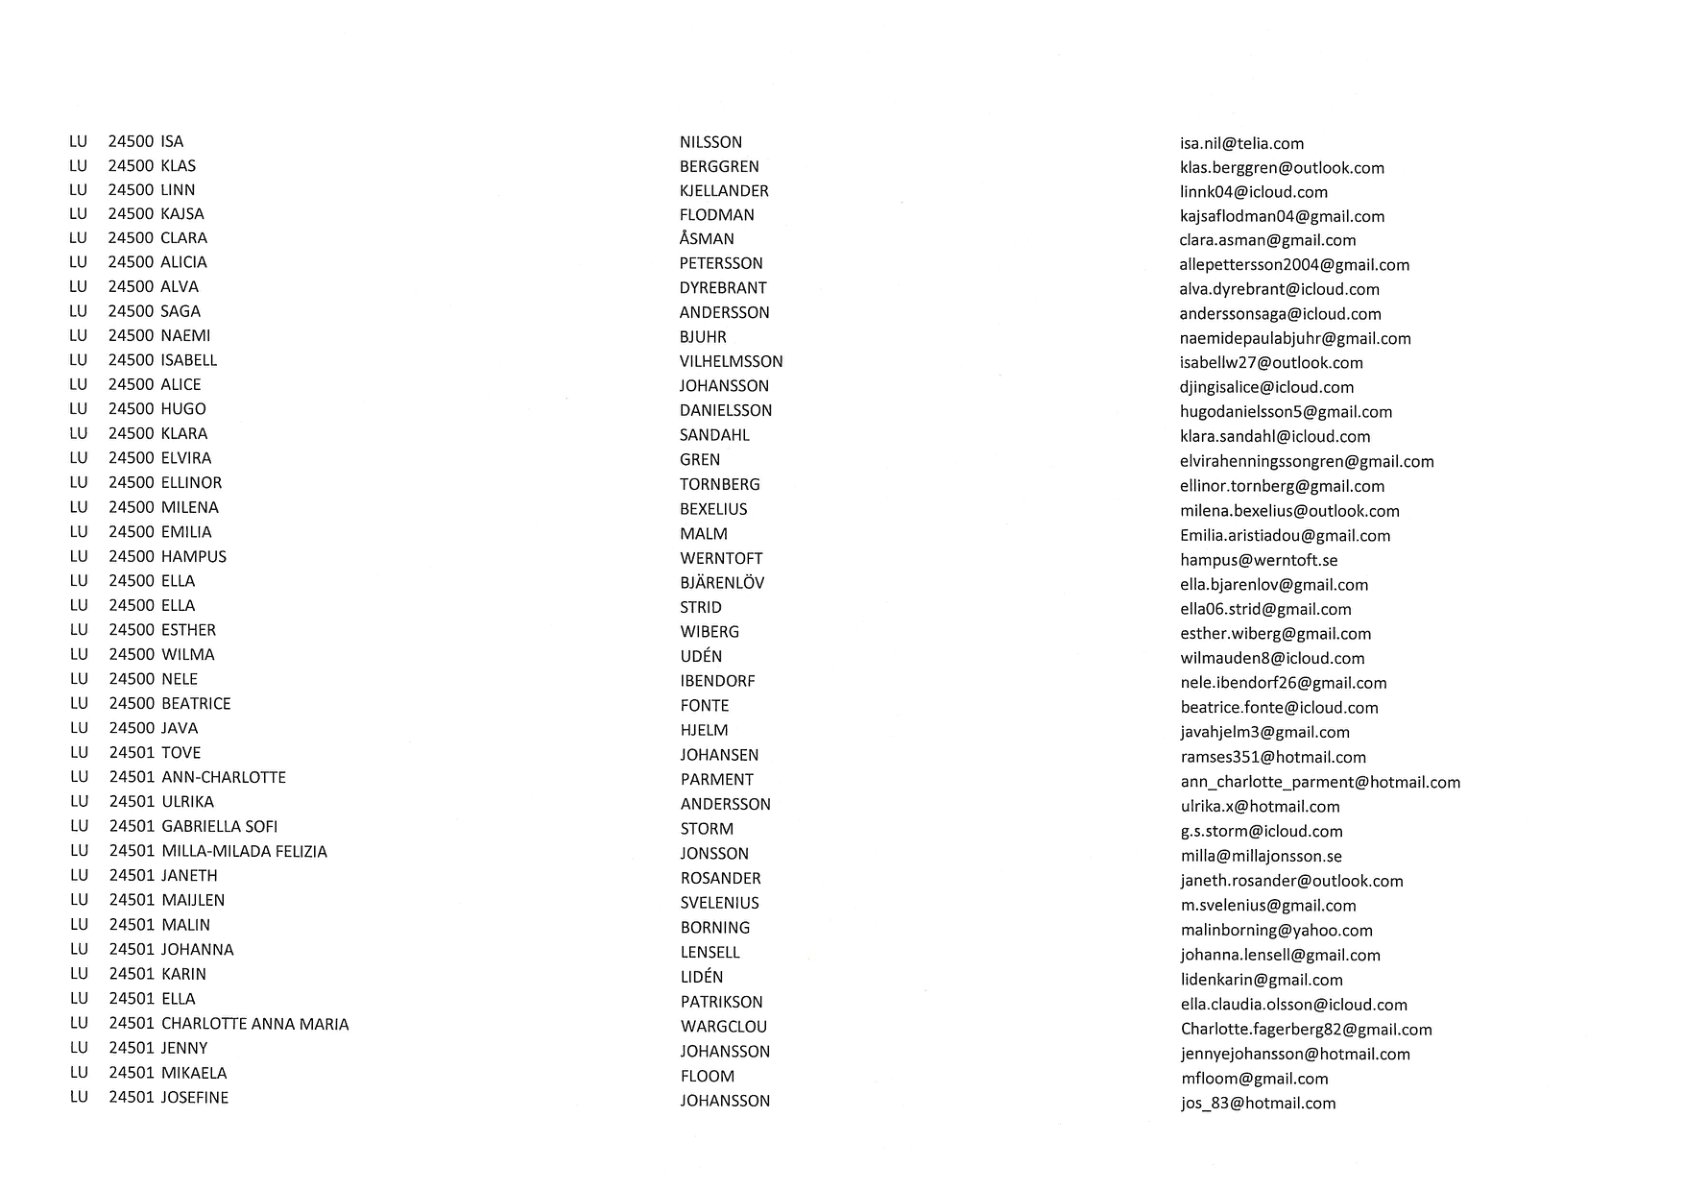 LU 24500 ISA NILSSON isa.nil@telia.com
LU 24500 KLAS BERGGREN klas.berggren@outlook.com
LU 24500 LINN KJELLANDER linnk04@icloud.com
LU 24500 KAJSA FLODMAN kajsaflodman04@gmail.com
LU 24500 CLARA ÅSMAN clara.asman@gmail.com
LU 24500 ALICIA PETERSSON allepettersson2004@gmail.com
LU 24500 ALVA DYREBRANT alva.dyrebrant@icloud.com
LU 24500 SAGA ANDERSSON anderssonsaga@icloud.com
LU 24500 NAEMI BJUHR naemidepaulabjuhr@gmail.com
LU 24500 ISABELL VILHELMSSON isabellw27@outlook.com
LU 24500 ALICE JOHANSSON djingisalice@icloud.com
LU 24500 HUGO DANIELSSON hugodanielsson5@gmail.com
LU 24500 KLARA SANDAHL klara.sandahl@icloud.com
LU 24500 ELVIRA GREN elvirahenningssongren@gmail.com
LU 24500 ELLINOR TORNBERG ellinor.tornberg@gmail.com
LU 24500 MILENA BEXELIUS milena.bexelius@outlook.com
LU 24500 EMILIA MALM Emilia.aristiadou@gmail.com
LU 24500 HAMPUS WERNTOFT hampus@werntoft.se
LU 24500 ELLA BJÄRENLÖV ella.bjarenlov@gmail.com
LU 24500 ELLA STRID ella06.strid@gmail.com
LU 24500 ESTHER WIBERG esther.wiberg@gmail.com
LU 24500 WILMA UDÉN wilmauden8@icloud.com
LU 24500 NELE IBENDORF nele.ibendorf26@gmail.com
LU 24500 BEATRICE FONTE beatrice.fonte@icloud.com
LU 24500 JAVA HJELM javahjelm3@gmail.com
LU 24501 TOVE JOHANSEN ramses351@hotmail.com
LU 24501 ANN-CHARLOTTE PARMENT ann_charlotte_parment@hotmail.com
LU 24501 ULRIKA ANDERSSON ulrika.x@hotmail.com
LU 24501 GABRIELLA SOFI STORM g.s.storm@icloud.com
LU 24501 MILLA-MILADA FELIZIA JONSSON milla@millajonsson.se
LU 24501 JANETH ROSANDER janeth.rosander@outlook.com
LU 24501 MAIJLEN SVELENIUS m.svelenius@gmail.com
LU 24501 MALIN BORNING malinborning@yahoo.com
LU 24501 JOHANNA LENSELL johanna.lensell@gmail.com
LU 24501 KARIN LIDÉN lidenkarin@gmail.com
LU 24501 ELLA PATRIKSON ella.claudia.olsson@icloud.com
LU 24501 CHARLOTTE ANNA MARIA WARGCLOU Charlotte.fagerberg82@gmail.com
LU 24501 JENNY JOHANSSON jennyejohansson@hotmail.com
LU 24501 MIKAELA FLOOM mfloom@gmail.com
LU 24501 JOSEFINE JOHANSSON jos_83@hotmail.com